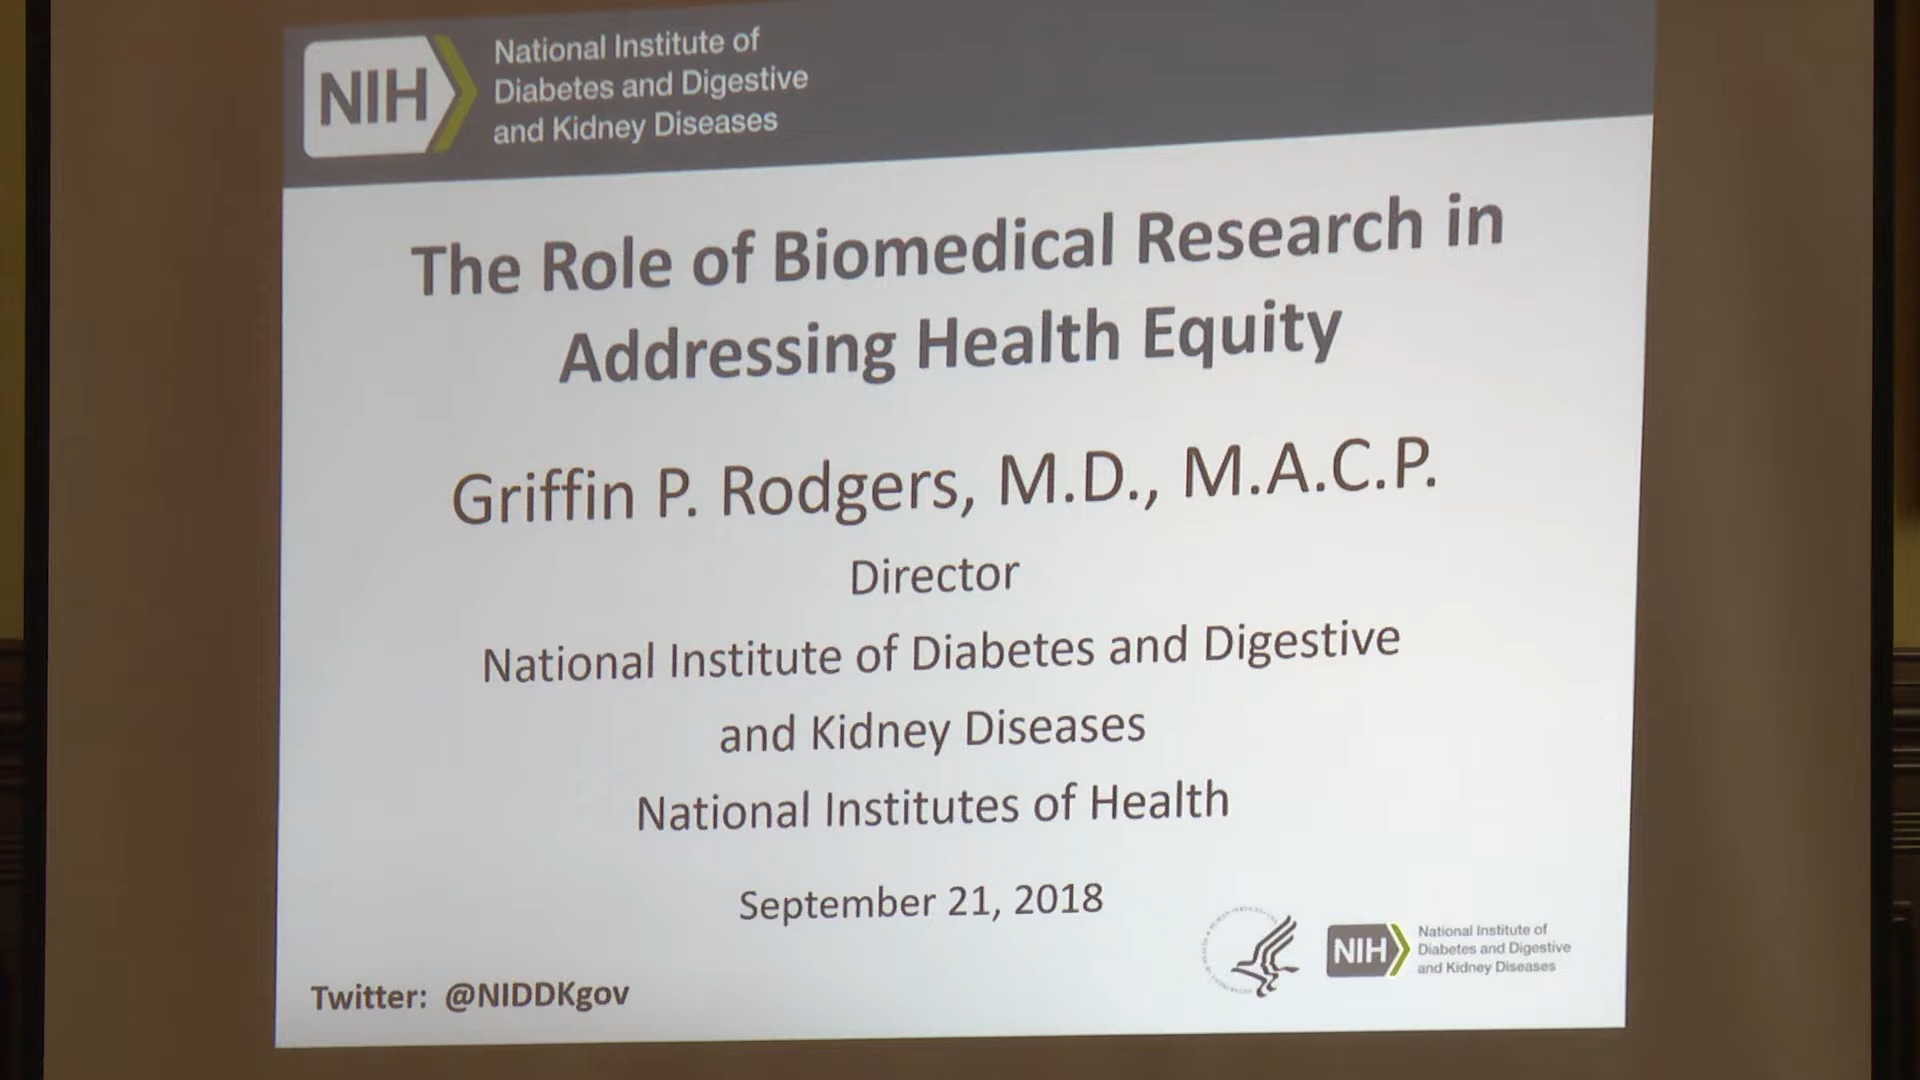 NIH
National Institute of
Diabetes and Digestive
and Kidney Diseases
The Role of Biomedical Research in
Addressing Health Equity
Griffin P. Rodgers, M.D., M.A.C.P.
Director
National Institute of Diabetes and Digestive
and Kidney Diseases
National Institutes of Health
September 21, 2018
Twitter: @NIDDKgov
NIH
National Institute of
Diabetes and Digestive
and Kidney Diseases